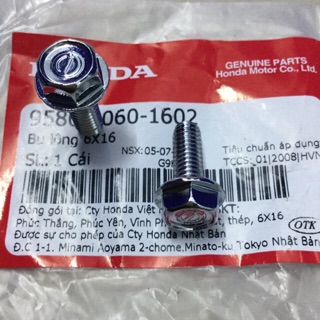 HONDA
GENUINE PARTS
Honda Motor Co., Ltd.
060-1602
Bu lông 6X16
NSX: 05-07
Tiêu chuẩn áp dụng
SL: 1 Cái
TCCS: 01|2008|HVN
Đóng gói tại: Cty Honda Việt
Phúc Thắng, Phúc Yên, Vĩnh thép, 6X16
Được sự cho phép của Cty Honda Nhật Bản
OTK
Đ.C 1-1. Minami Aoyama 2-chome.Minato-ku Tokyo Nhật Bản